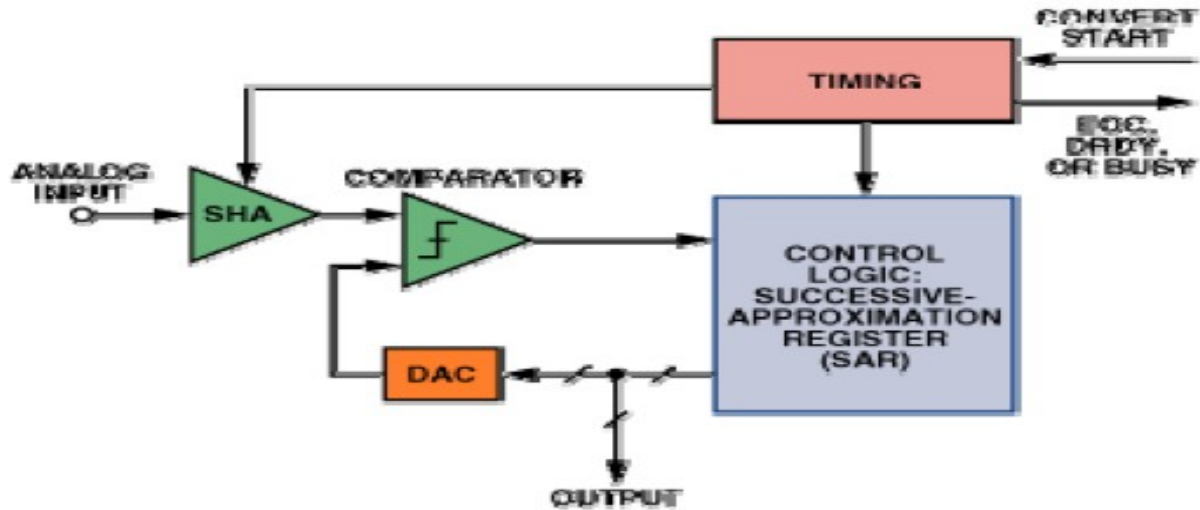 CONVERT
START
TIMING
EOC,
DRDY,
OR BUSY
ANALOG
INPUT
SHA
COMPARATOR
CONTROL
LOGIC:
SUCCESSIVE-
APPROXIMATION
REGISTER
(SAR)
DAC
OUTPUT